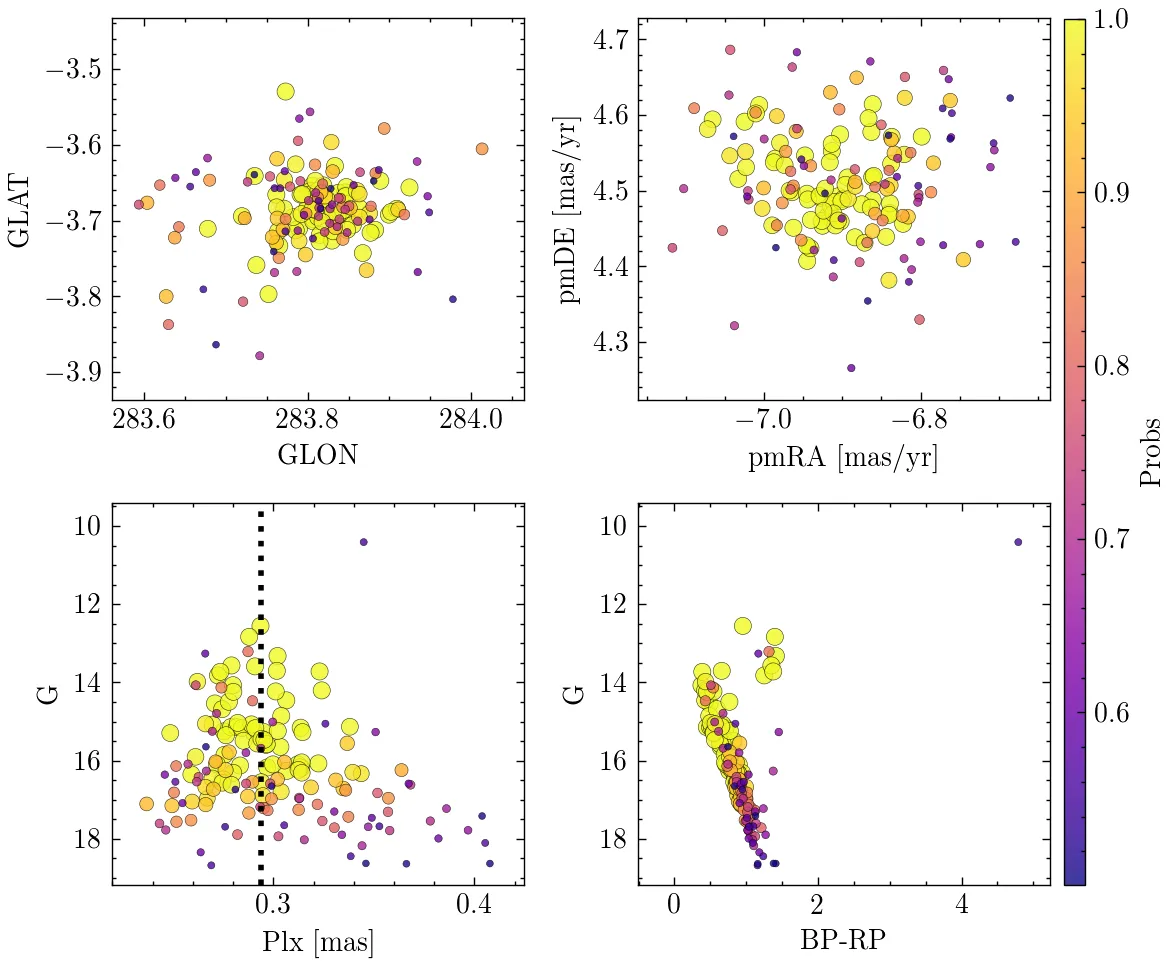 −3.5
−3.6
−3.7
−3.8
−3.9
GLAT
283.6 283.8 284.0
GLON
4.7
4.6
4.5
4.4
4.3
pmDE [mas/yr]
−7.0 −6.8
pmRA [mas/yr]
1.0
0.9
0.8
0.7
0.6
Probs
10
12
14
16
18
G
0.3 0.4
Plx [mas]
10
12
14
16
18
G
0 2 4
BP-RP